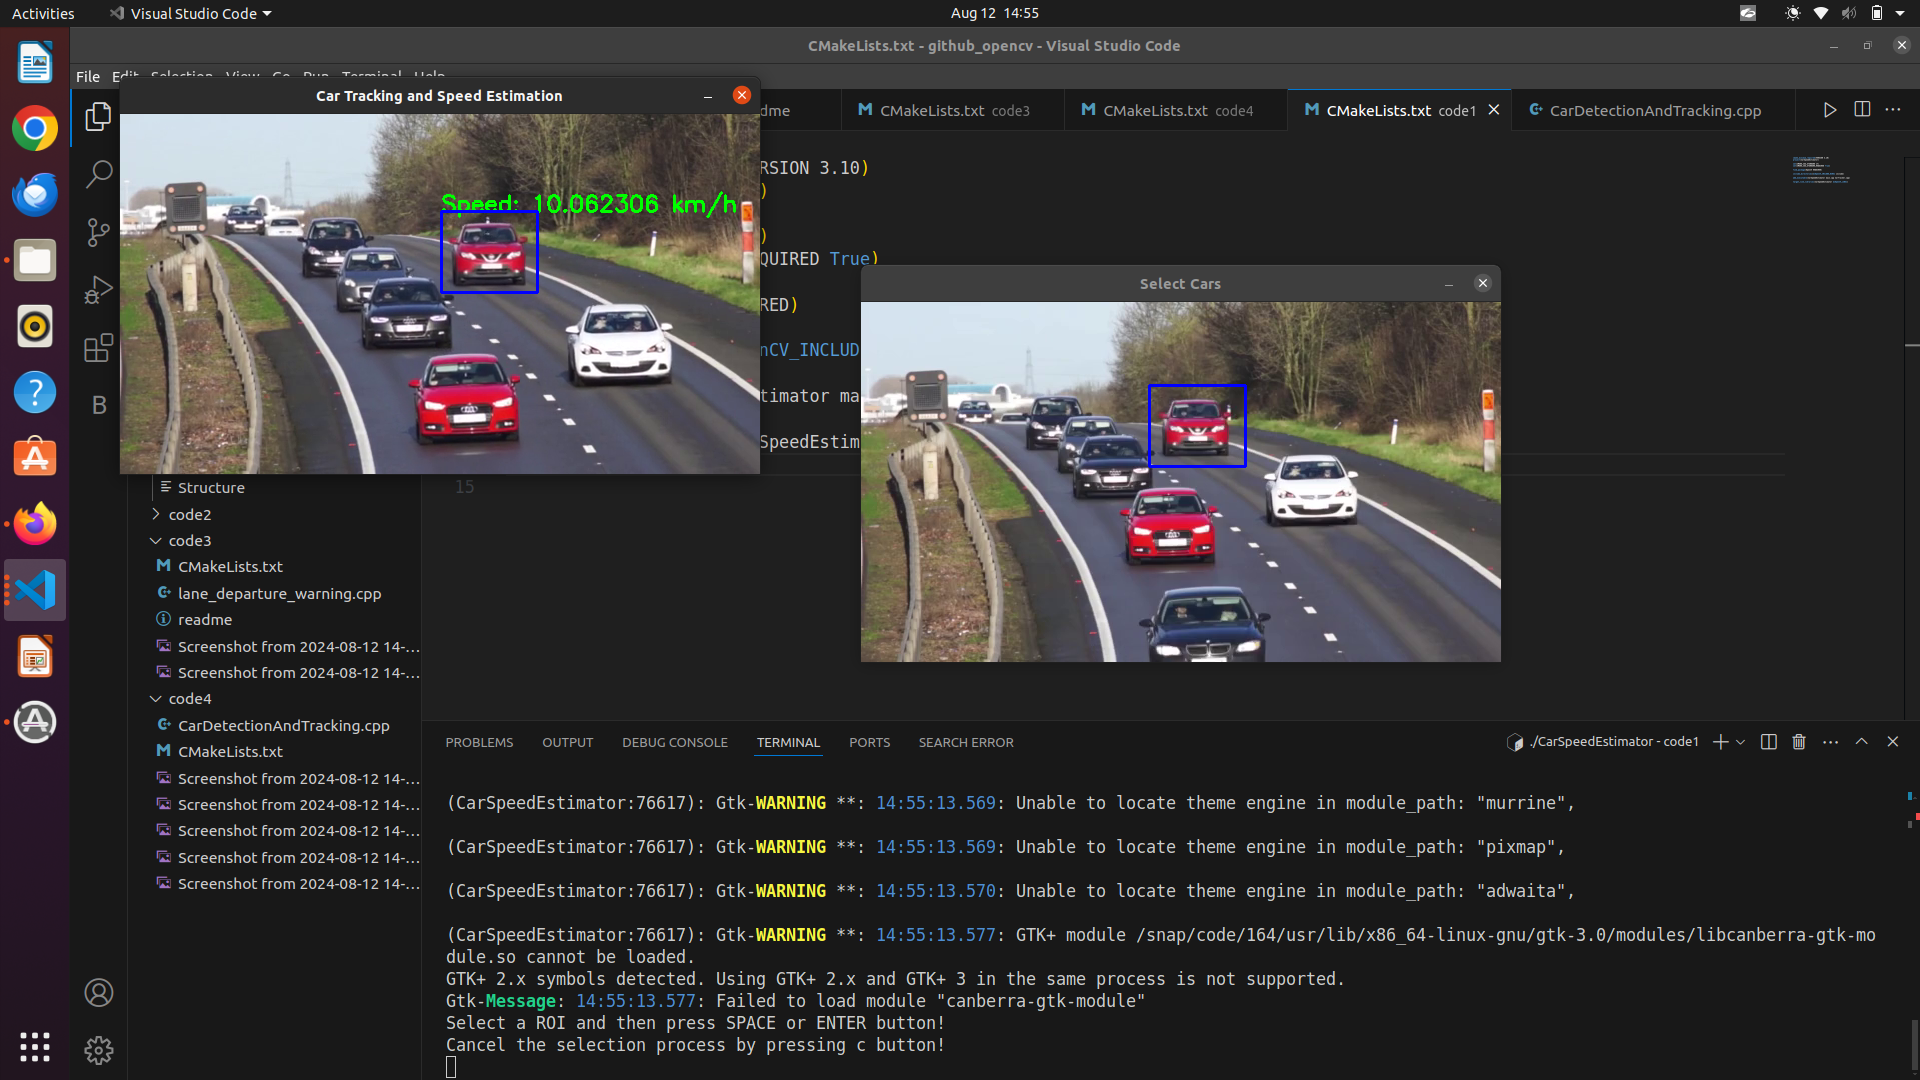 Activities
Visual Studio Code
Aug 12 14:55
CMakeLists.txt - github_opencv - Visual Studio Code
File
Car Tracking and Speed Estimation
Speed: 10.062306 km/h
dme
CMakeLists.txt code3
CMakeLists.txt code4
CMakeLists.txt code1
CarDetectionAndTracking.cpp
RSION 3.10)
)
)
QUIRED True)
RED)
nCV_INCLUD
timator ma
SpeedEstim
15
Select Cars
Structure
code2
code3
CMakeLists.txt
lane_departure_warning.cpp
readme
Screenshot from 2024-08-12 14-...
Screenshot from 2024-08-12 14-...
code4
CarDetectionAndTracking.cpp
CMakeLists.txt
Screenshot from 2024-08-12 14-...
Screenshot from 2024-08-12 14-...
Screenshot from 2024-08-12 14-...
Screenshot from 2024-08-12 14-...
Screenshot from 2024-08-12 14-...
B
PROBLEMS OUTPUT DEBUG CONSOLE TERMINAL PORTS SEARCH ERROR
./CarSpeedEstimator - code1
(CarSpeedEstimator:76617): Gtk-WARNING **: 14:55:13.569: Unable to locate theme engine in module_path: "murrine",
(CarSpeedEstimator:76617): Gtk-WARNING **: 14:55:13.569: Unable to locate theme engine in module_path: "pixmap",
(CarSpeedEstimator:76617): Gtk-WARNING **: 14:55:13.570: Unable to locate theme engine in module_path: "adwaita",
(CarSpeedEstimator:76617): Gtk-WARNING **: 14:55:13.577: GTK+ module /snap/code/164/usr/lib/x86_64-linux-gnu/gtk-3.0/modules/libcanberra-gtk-mo
dule.so cannot be loaded.
GTK+ 2.x symbols detected. Using GTK+ 2.x and GTK+ 3 in the same process is not supported.
Gtk-Message: 14:55:13.577: Failed to load module "canberra-gtk-module"
Select a ROI and then press SPACE or ENTER button!
Cancel the selection process by pressing c button!